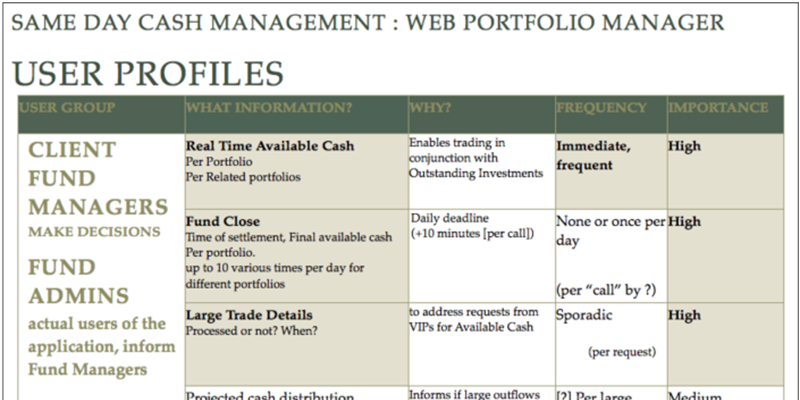 SAME DAY CASH MANAGEMENT : WEB PORTFOLIO MANAGER
USER PROFILES
USER GROUP
WHAT INFORMATION?
WHY?
FREQUENCY
IMPORTANCE
CLIENT
FUND
MANAGERS
MAKE DECISIONS
FUND
ADMINS
actual users of the
application, inform
Fund Managers
Real Time Available Cash
Per Portfolio
Per Related portfolios
Enables trading in
conjunction with
Outstanding Investments
Immediate,
frequent
High
Fund Close
Time of settlement, Final available cash
Per portfolio.
up to 10 various times per day for
different portfolios
Daily deadline
(+10 minutes [per call])
None or once per
day
(per “call” by ?)
High
Large Trade Details
Processed or not? When?
to address requests from
VIPs for Available Cash
Sporadic
(per request)
High
Projected cash distribution
Informs if large outflows
[?] Per large
Medium